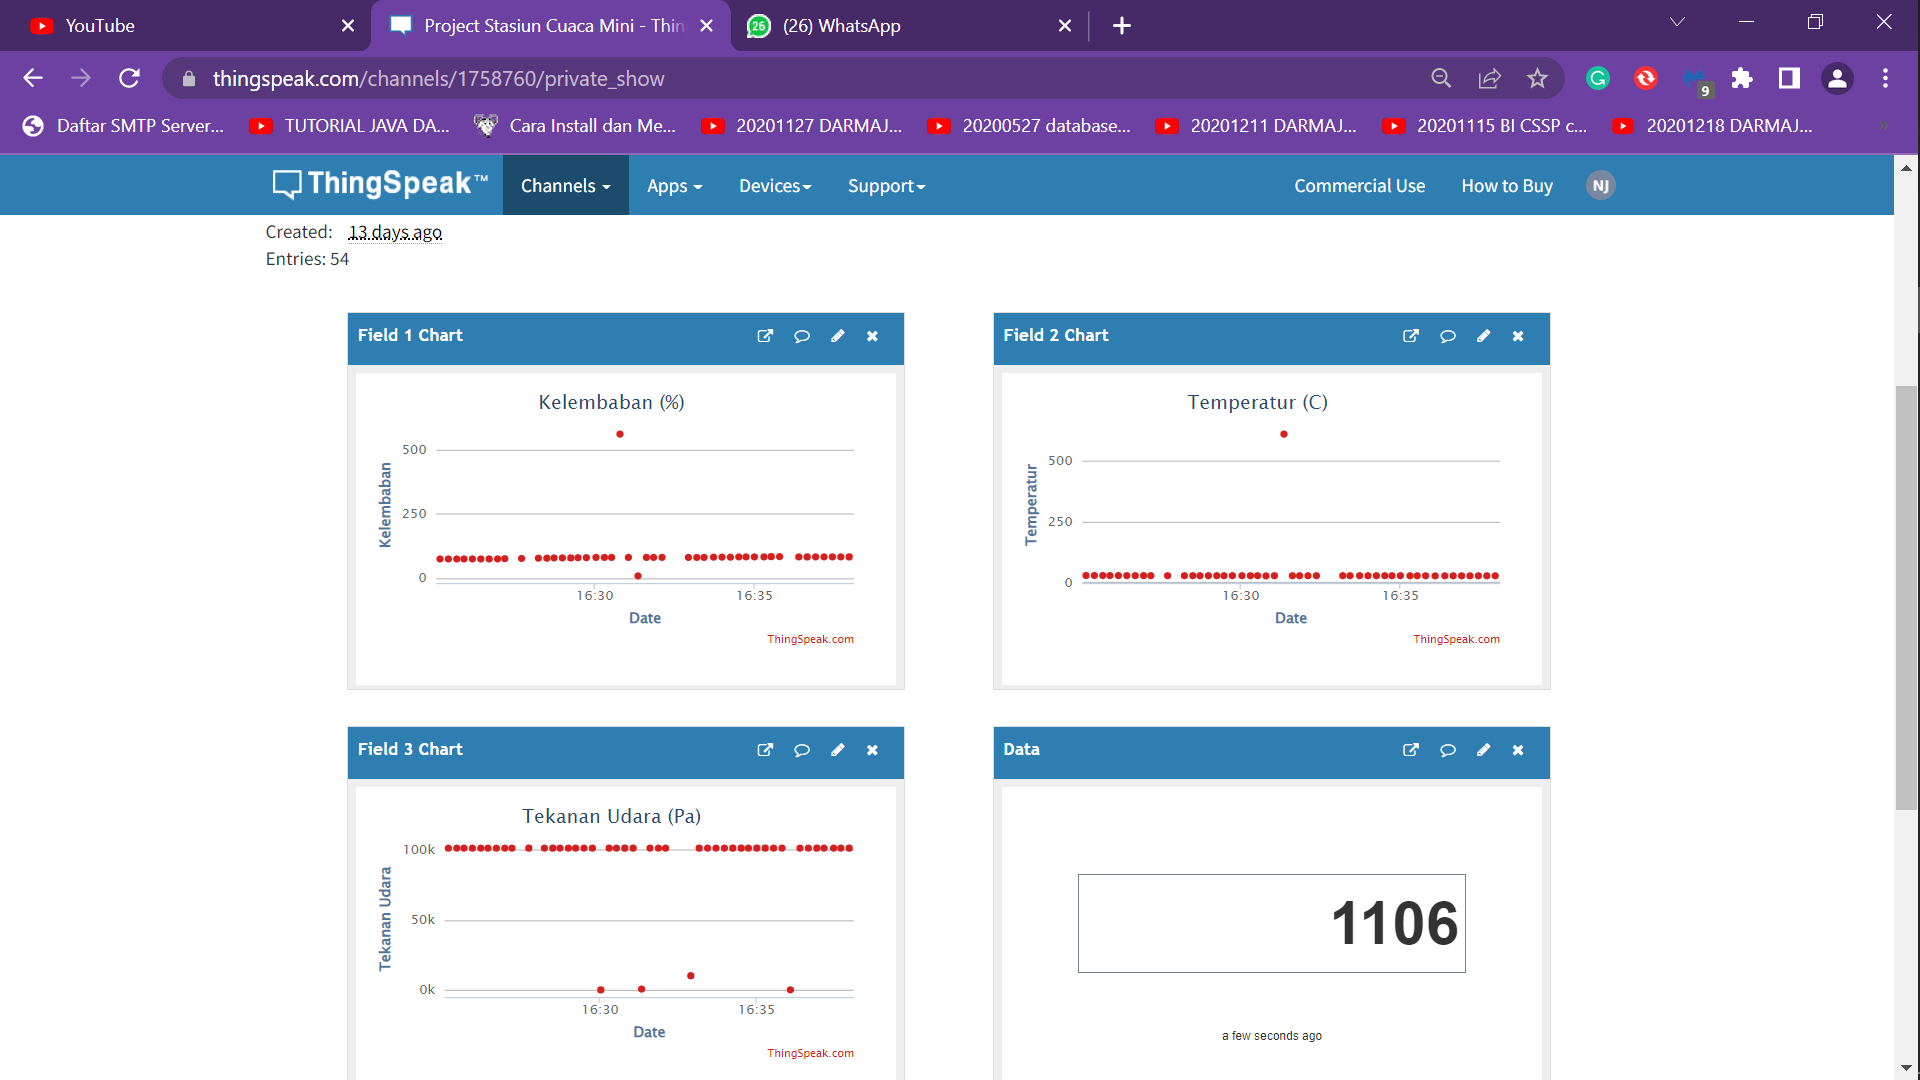 YouTube
Project Stasiun Cuaca Mini - Thin
(26) WhatsApp
thingspeak.com/channels/1758760/private_show
9
Daftar SMTP Server...
TUTORIAL JAVA DA...
Cara Install dan Me...
20201127 DARMAJ...
20200527 database...
20201211 DARMAJ...
20201115 BI CSSP c...
20201218 DARMAJ...
»
ThingSpeak™
Channels
Apps
Devices
Support
Commercial Use
How to Buy
NJ
Created: 13 days ago
Entries: 54
Field 1 Chart
Kelembaban (%)
Kelembaban
500
250
0
16:30
16:35
Date
ThingSpeak.com
Field 2 Chart
Temperatur (C)
Temperatur
500
250
0
16:30
16:35
Date
ThingSpeak.com
Field 3 Chart
Tekanan Udara (Pa)
Tekanan Udara
100k
50k
0k
16:30
16:35
Date
ThingSpeak.com
Data
1106
a few seconds ago